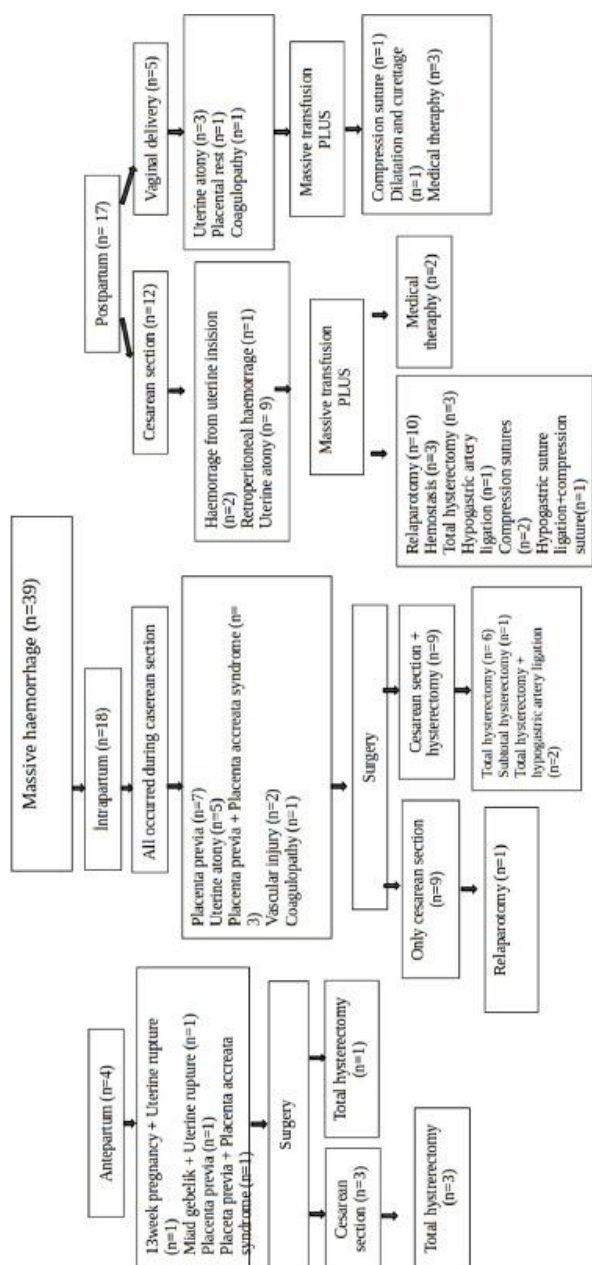 Massive haemorrhage (n=39)
Antepartum (n=4)
13week pregnancy + Uterine rupture
(n=1)
Miad gebelik + Uterine rupture (n=1)
Placenta previa (n=1)
Placeta previa + Placenta accreata
syndrome (n=1)
Surgery
Cesarean
section (n=3)
Total hysterectomy
(n=1)
Total hystrerectomy
(n=3)
İntrapartum (n=18)
All occurred during caserean section
Placenta previa (n=7)
Uterine atony (n=5)
Placenta previa + Placenta accreata syndrome (n=
3)
Vascular injury (n=2)
Coagulopathy (n=1)
Surgery
Only cesarean section
(n=9)
Cesarean section +
hysterectomy (n=9)
Relaparotomy (n=1)
Total hysterectomy (n= 6)
Subtotal hysterectomy (n=1)
Total hysterectomy +
hypogastric artery ligation
(n=2)
Postpartum (n= 17)
Cesarean section (n=12)
Vaginal delivery (n=5)
Haemorrage from uterine insision
(n=2)
Retroperitoneal haemorrhage (n=1)
Uterine atony (n= 9)
Massive transfusion
PLUS
Relaparotomy (n=10)
Hemostasis (n=3)
Total hysterectomy (n=3)
Hypogastric artery
ligation (n=1)
Compression sutures
(n=2)
Hypogastric suture
ligation+compression
suture(n=1)
Medical
theraphy (n=2)
Uterine atony (n=3)
Placental rest (n=1)
Coagulopathy (n=1)
Massive transfusion
PLUS
Compression suture (n=1)
Dilatation and curettage
(n=1)
Medical theraphy (n=3)